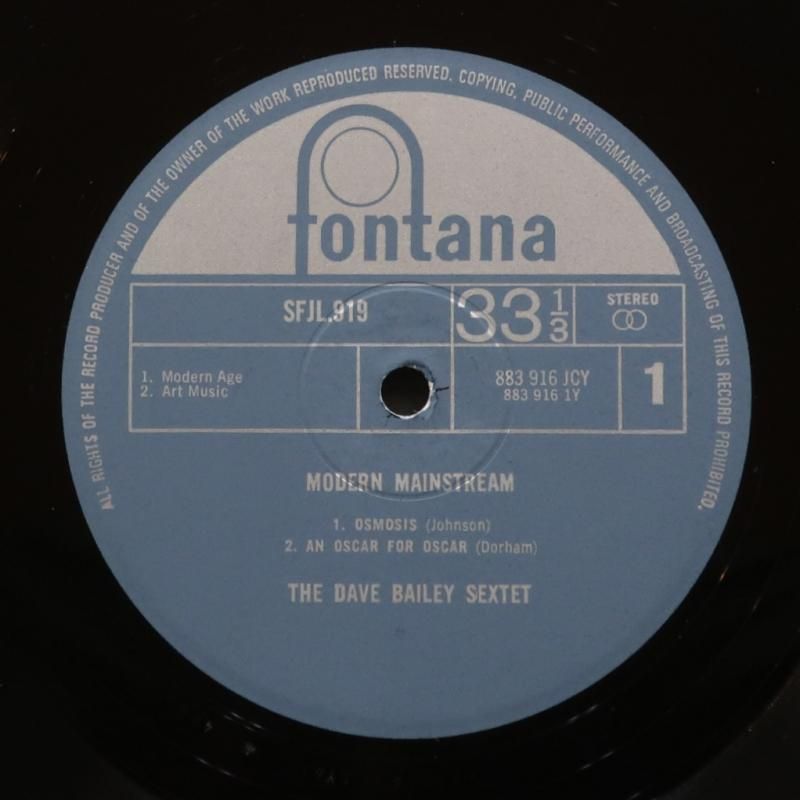 ALL RIGHTS OF THE RECORD PRODUCER AND OF THE OWNER OF THE WORK REPRODUCED RESERVED. COPYING, PUBLIC PERFORMANCE AND BROADCASTING OF THIS RECORD PROHIBITED.
fontana
SFJL.919
33 1/3
STEREO
1. Modern Age
2. Art Music
883 916 JCY
883 916 1Y
1
MODERN MAINSTREAM
1. OSMOSIS (Johnson)
2. AN OSCAR FOR OSCAR (Dorham)
THE DAVE BAILEY SEXTET